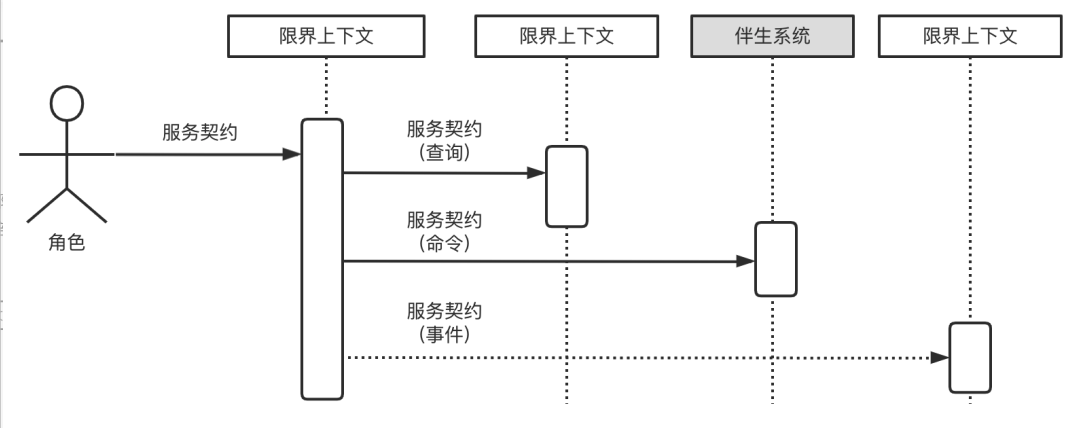 限界上下文
限界上下文
伴生系统
限界上下文
服务契约
服务契约
(查询)
服务契约
(命令)
服务契约
(事件)
角色